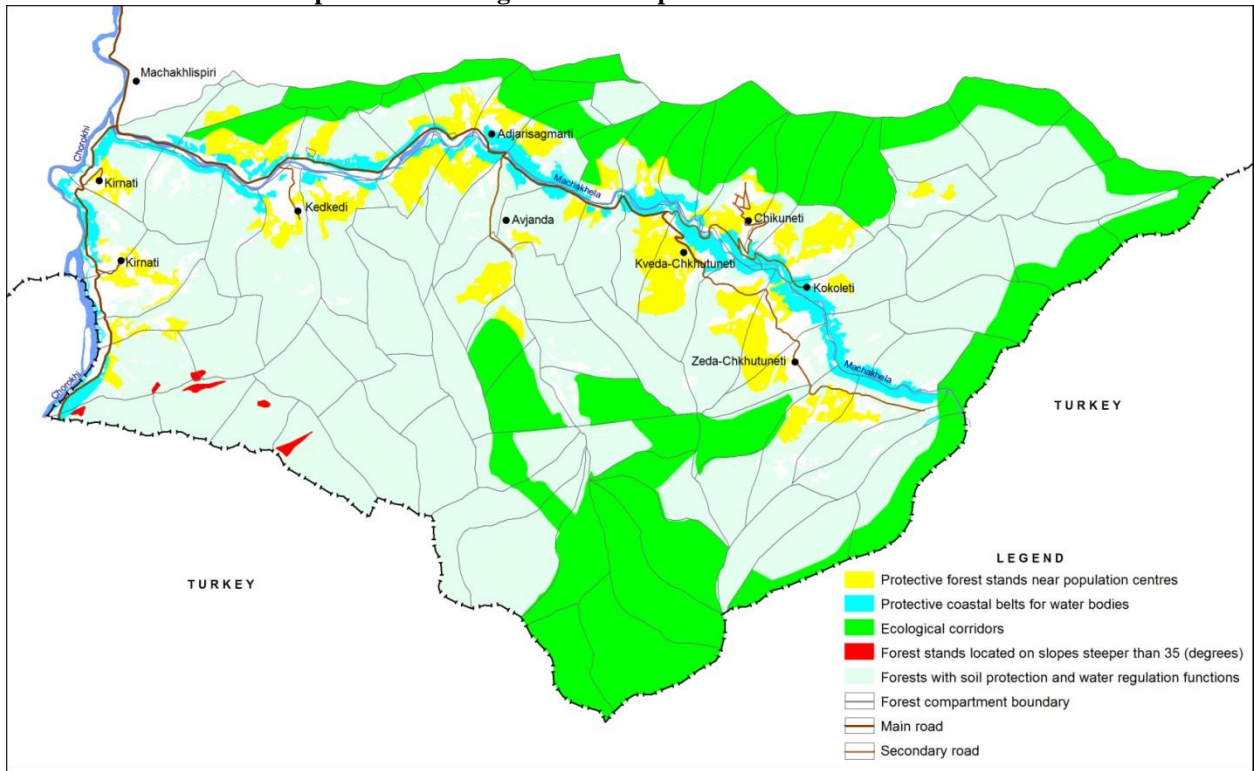 Machakhlispiri
Chorokhi
Adjarisagmarti
Kirnati
Machakhela
Kedkedi
Avjanda
Chikuneti
Kveda-Chkhutuneti
Kirnati
Kokoleti
Zeda-Chkhutuneti
Machakhela
Chorokhi
TURKEY
TURKEY
LEGEND
Protective forest stands near population centres
Protective coastal belts for water bodies
Ecological corridors
Forest stands located on slopes steeper than 35 (degrees)
Forests with soil protection and water regulation functions
Forest compartment boundary
Main road
Secondary road